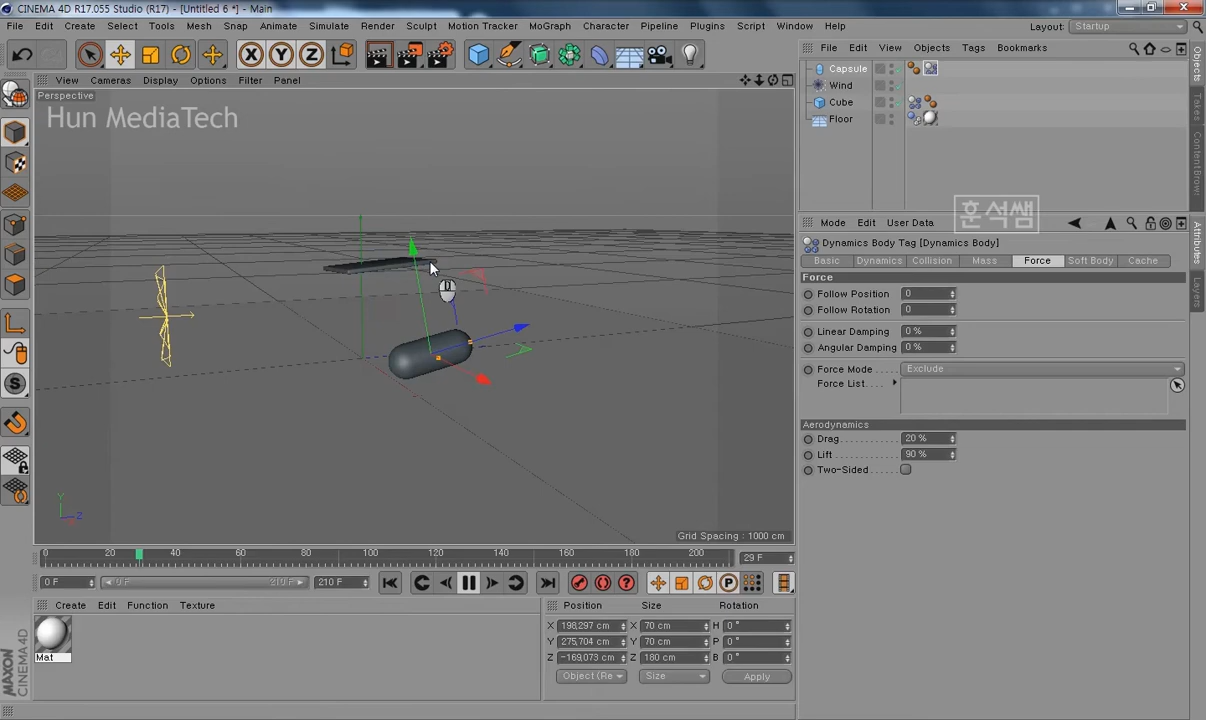 CINEMA 4D R17.055 Studio (R17) - [Untitled 6 *] - Main
File Edit Create Select Tools Mesh Snap Animate Simulate Render Sculpt Motion Tracker MoGraph Character Pipeline Plugins Script Window Help
Layout: Startup
X Y Z
File Edit View Objects Tags Bookmarks
View Cameras Display Options Filter Panel
Perspective
Hun MediaTech
Capsule
Wind
Cube
Floor
Objects
Takes
Content Brows
훈석쌤
Mode Edit User Data
Dynamics Body Tag [Dynamics Body]
Basic Dynamics Collision Mass Force Soft Body Cache
Force
Follow Position 0
Follow Rotation 0
Linear Damping 0 %
Angular Damping 0 %
Force Mode Exclude
Force List
Aerodynamics
Drag 20 %
Lift 90 %
Two-Sided
Attributes
Layers
Y
Z
Grid Spacing : 1000 cm
0 20 40 60 80 100 120 140 160 180 200
29 F
0 F 0 F 210 F 210 F
P
Create Edit Function Texture
Mat
MAXON
CINEMA 4D
Position Size Rotation
X 198,297 cm X 70 cm H 0 °
Y 275,704 cm Y 70 cm P 0 °
Z -169,073 cm Z 180 cm B 0 °
Object (Re Size Apply